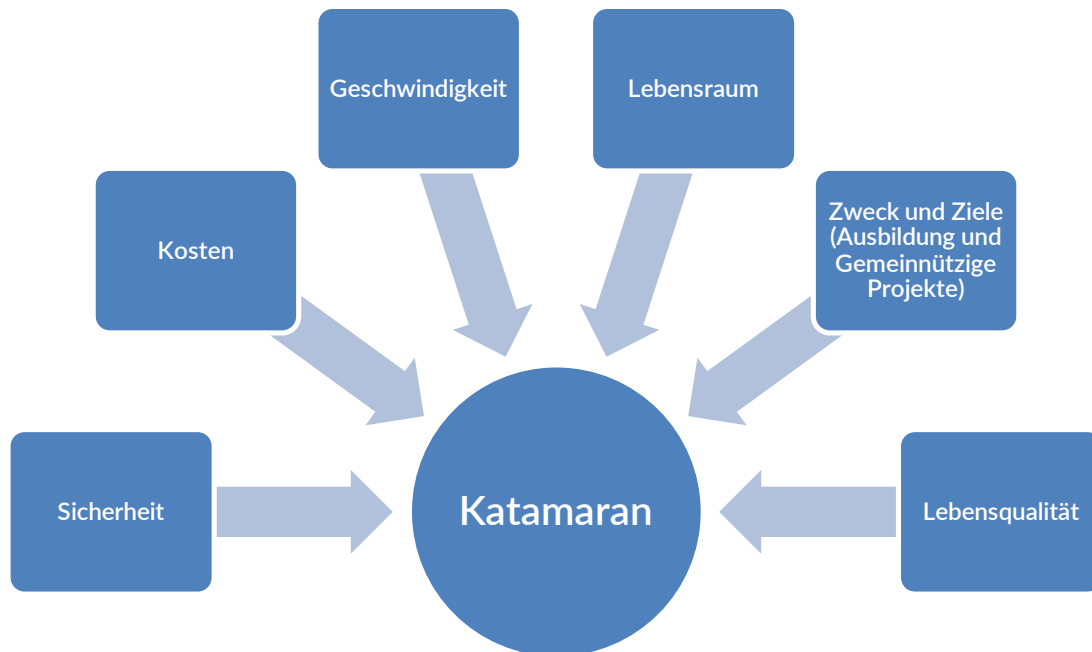 Geschwindigkeit
Lebensraum
Kosten
Zweck und Ziele
(Ausbildung und
Gemeinnützige
Projekte)
Sicherheit
Katamaran
Lebensqualität